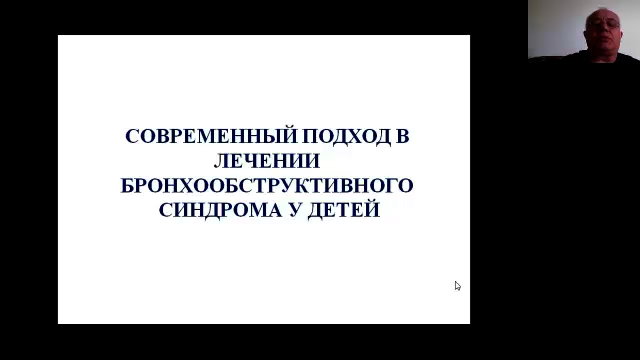 СОВРЕМЕННЫЙ ПОДХОД В
ЛЕЧЕНИИ
БРОНХООБСТРУКТИВНОГО
СИНДРОМА У ДЕТЕЙ